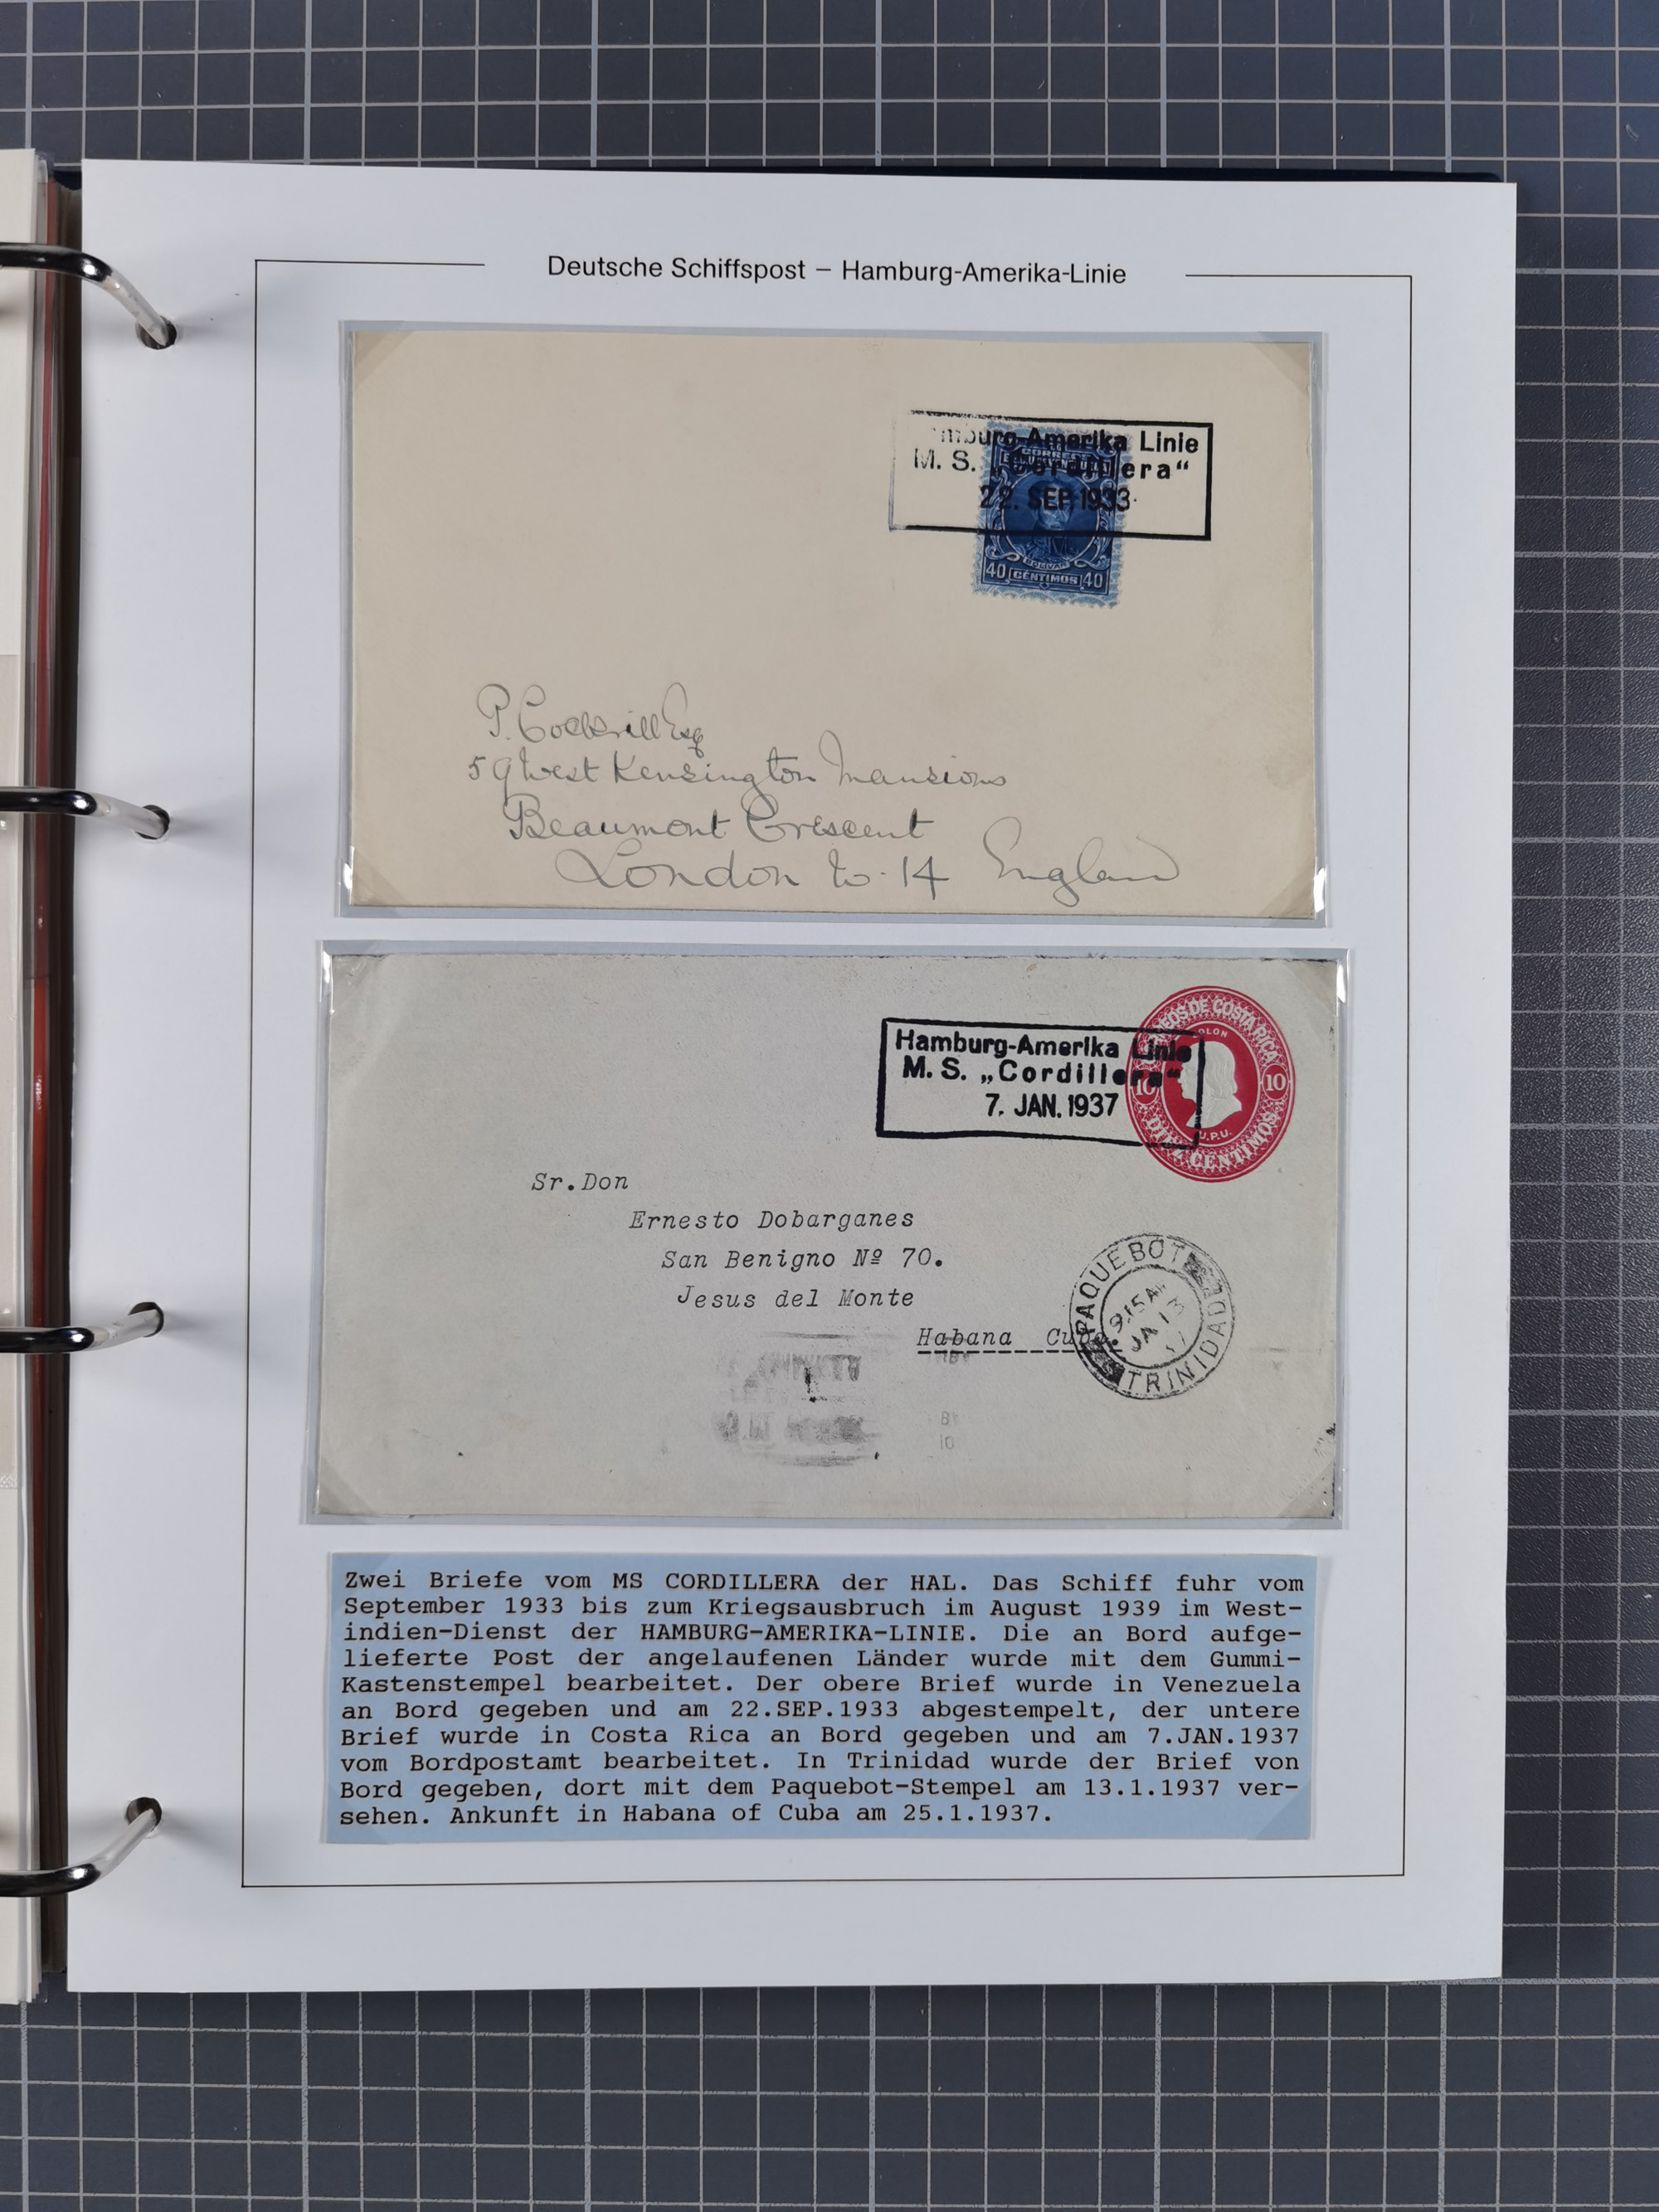 Deutsche Schiffspost – Hamburg-Amerika-Linie
mburg-Amerika Linie
M. S. „Cordillera“
22. SEP. 1933
CORREOS
BOLIVAR
40 CÉNTIMOS 40
P. Cockrill Esq
59 West Kensington Mansions
Beaumont Crescent
London W. 14 England
Hamburg-Amerika Linie
M. S. „Cordillera“
7. JAN. 1937
EOS DE COSTA RICA
COLON
10 10
U.P.U.
DIEZ CENTIMOS
Sr. Don
Ernesto Dobarganes
San Benigno Nº 70.
Jesus del Monte
Habana Cuba
PAQUEBOT
9.15 AM
JA 13
TRINIDAD
Zwei Briefe vom MS CORDILLERA der HAL. Das Schiff fuhr vom
September 1933 bis zum Kriegsausbruch im August 1939 im West-
indien-Dienst der HAMBURG-AMERIKA-LINIE. Die an Bord aufge-
lieferte Post der angelaufenen Länder wurde mit dem Gummi-
Kastenstempel bearbeitet. Der obere Brief wurde in Venezuela
an Bord gegeben und am 22.SEP.1933 abgestempelt, der untere
Brief wurde in Costa Rica an Bord gegeben und am 7.JAN.1937
vom Bordpostamt bearbeitet. In Trinidad wurde der Brief von
Bord gegeben, dort mit dem Paquebot-Stempel am 13.1.1937 ver-
sehen. Ankunft in Habana of Cuba am 25.1.1937.